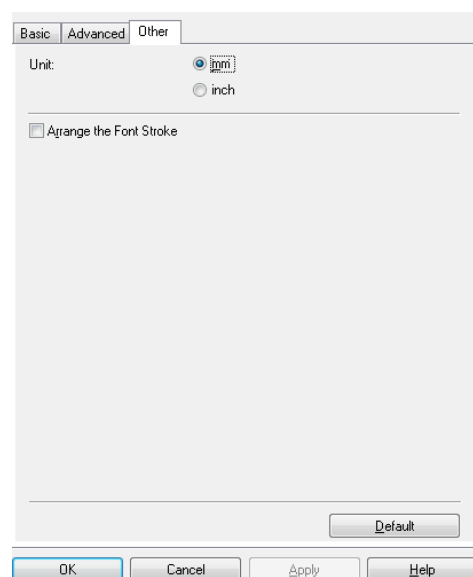 Basic Advanced Other
Unit: mm
inch
Arrange the Font Stroke
Default
OK Cancel Apply Help